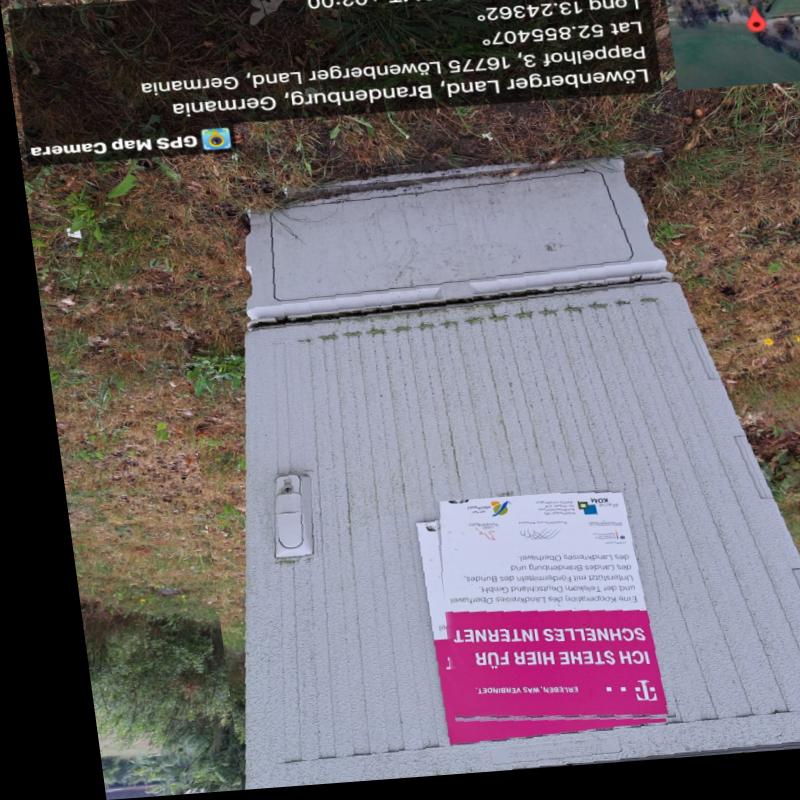 ERLEBEN, WAS VERBINDET.
ICH STEHE HIER FÜR
SCHNELLES INTERNET
Eine Kooperation des Landkreises Oberhavel
und der Telekom Deutschland GmbH.
Unterstützt mit Fördermitteln des Bundes,
des Landes Brandenburg und
des Landkreises Oberhavel.
GPS Map Camera
Löwenberger Land, Brandenburg, Germania
Pappelhof 3, 16775 Löwenberger Land, Germania
Lat 52.855407°
Long 13.24362°